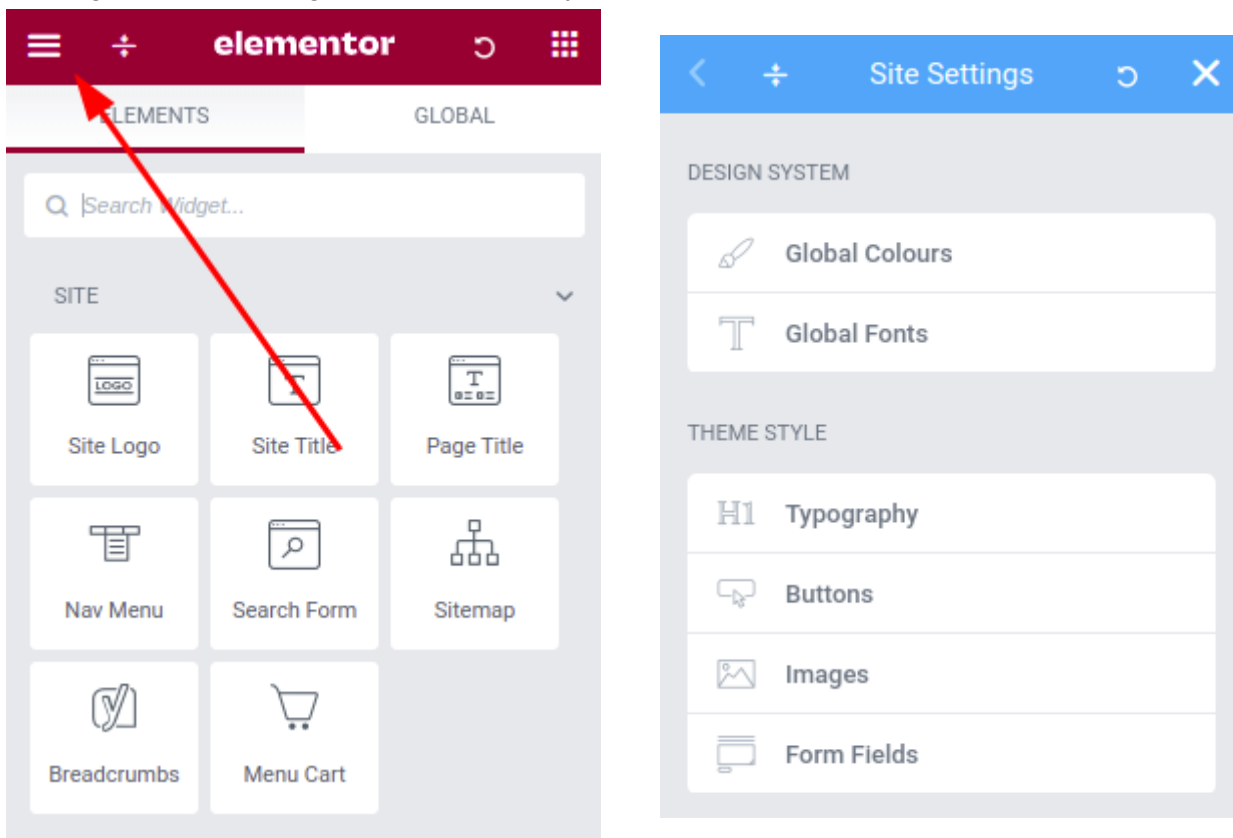 elementor
ELEMENTS
GLOBAL
Search Widget...
SITE
LOGO
T
T
Site Logo
Site Title
Page Title
Nav Menu
Search Form
Sitemap
Breadcrumbs
Menu Cart
Site Settings
DESIGN SYSTEM
Global Colours
T
Global Fonts
THEME STYLE
H1
Typography
Buttons
Images
Form Fields